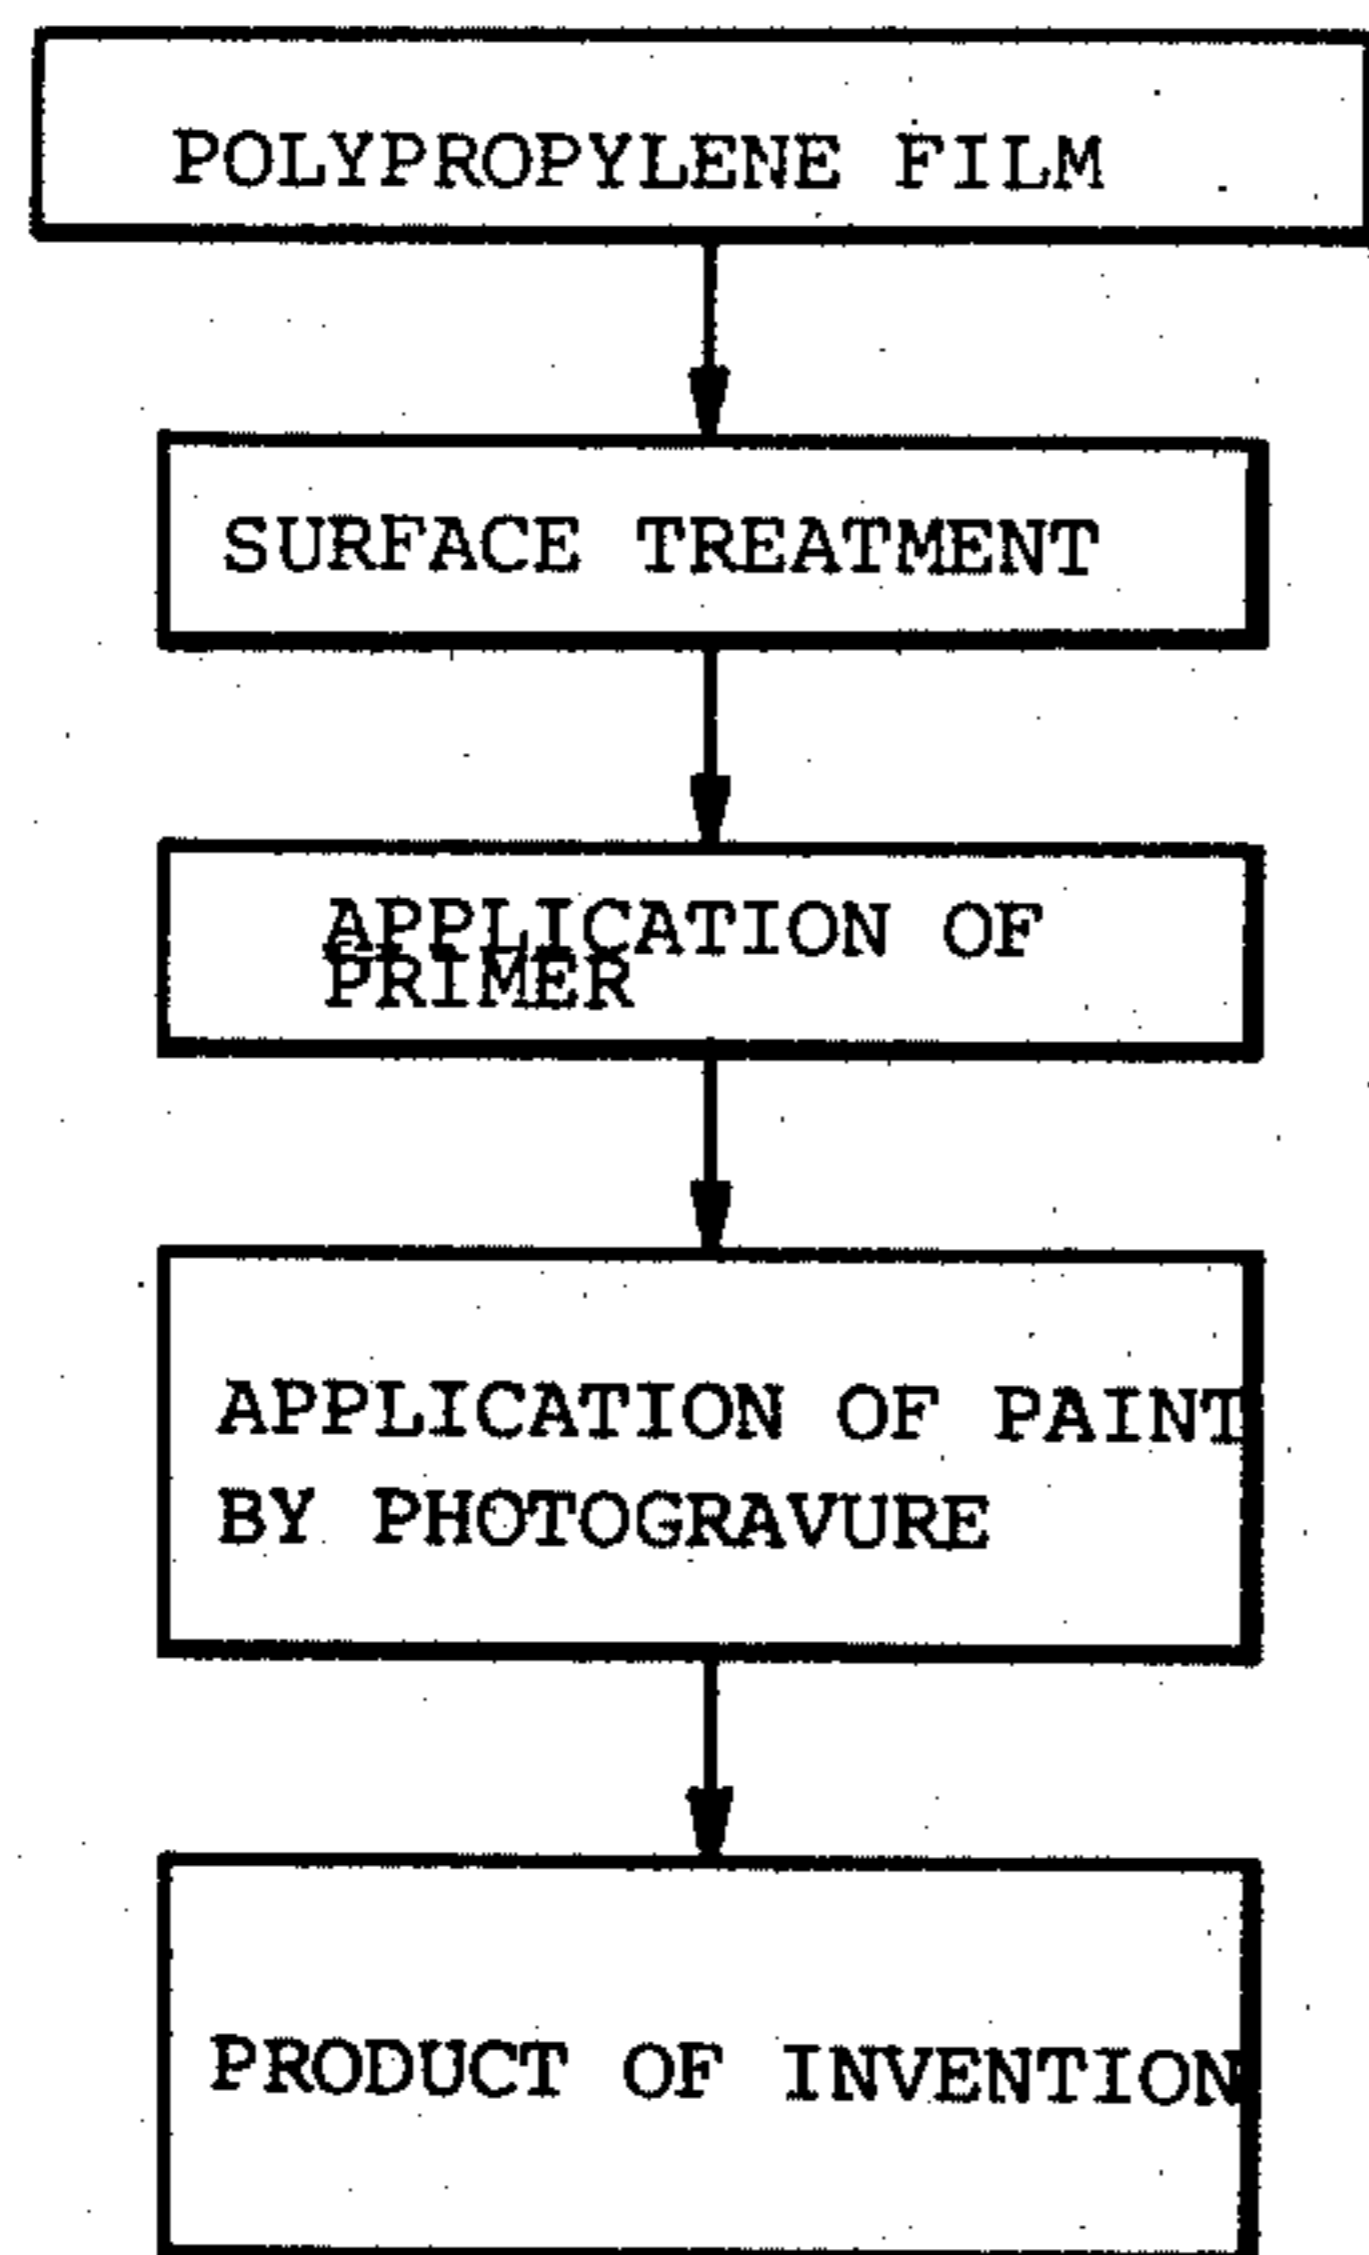 POLYPROPYLENE FILM
SURFACE TREATMENT
APPLICATION OF
PRIMER
APPLICATION OF PAINT
BY PHOTOGRAVURE
PRODUCT OF INVENTION